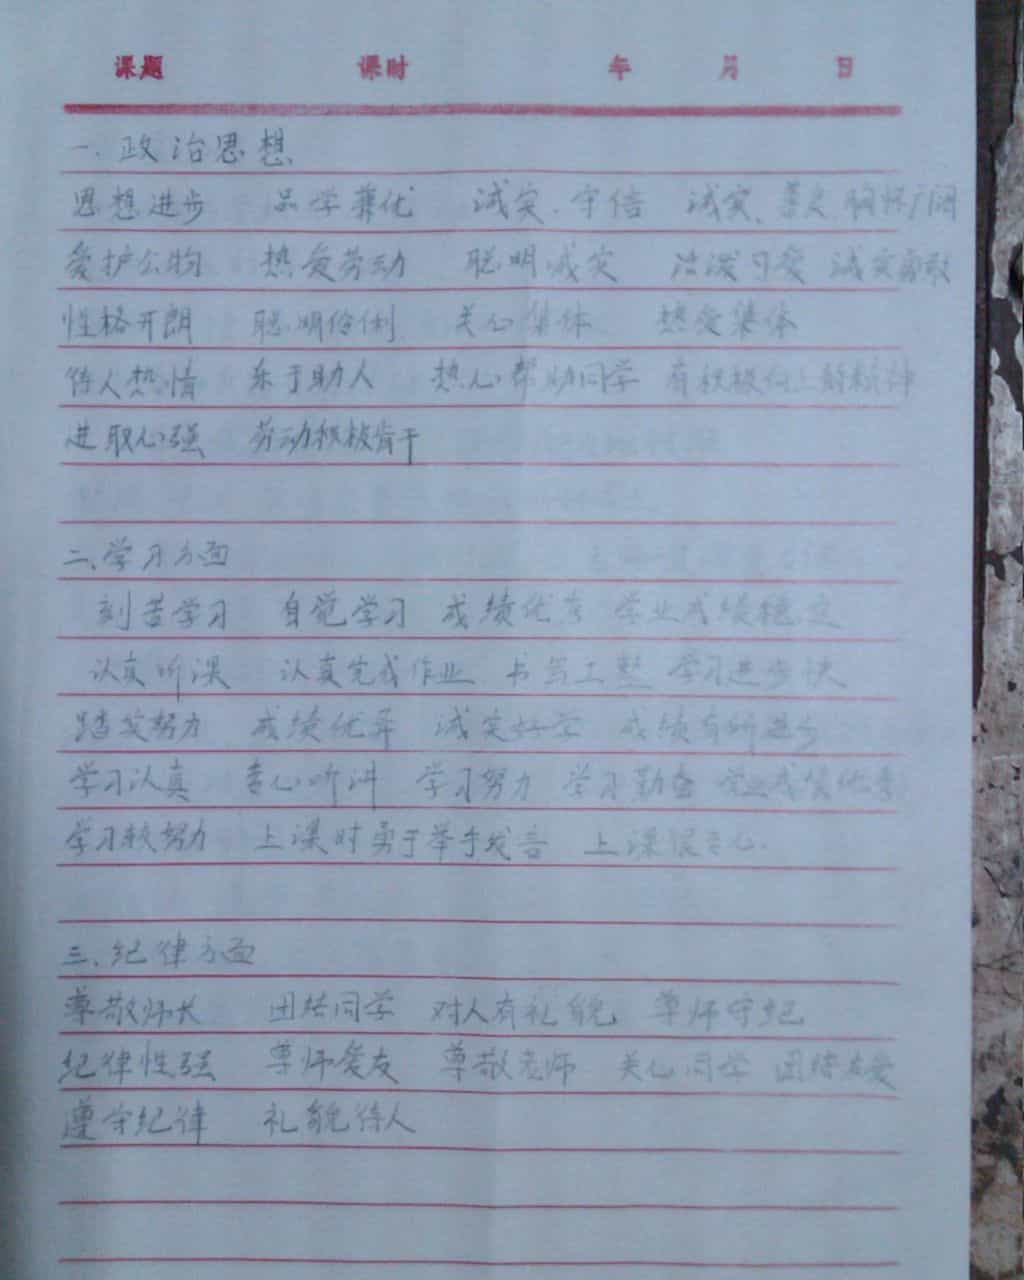 课题 课时 年 月 日
一.政治思想
思想进步 品学兼优 诚实.守信 诚实、善良 胸怀广阔
爱护公物 热爱劳动 聪明诚实 活泼可爱 诚实勇敢
性格开朗 聪明伶俐 关心集体 热爱集体
待人热情 乐于助人 热心帮助同学 有积极向上的精神
进取心强 劳动积极肯干
二、学习方面
刻苦学习 自觉学习 成绩优秀 学业成绩稳定
认真听课 认真完成作业 书写工整 学习进步快
踏实努力 成绩优异 诚实好学 成绩有所进步
学习认真 专心听讲 学习努力 学习勤奋 学业成绩优秀
学习较努力 上课时勇于举手发言 上课很专心.
三、纪律方面
尊敬师长 团结同学 对人有礼貌 尊师守纪
纪律性强 尊师爱友 尊敬老师 关心同学 团结友爱
遵守纪律 礼貌待人